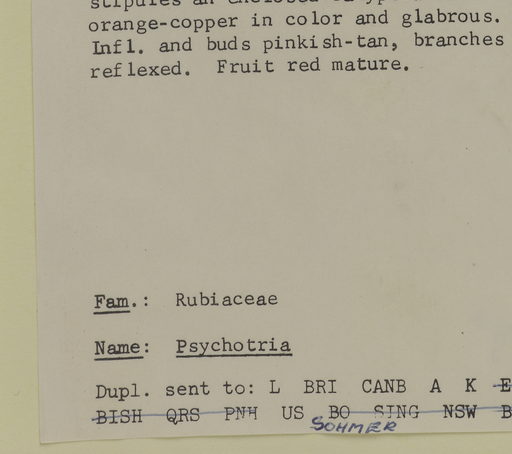 orange-copper in color and glabrous.
Infl. and buds pinkish-tan, branches
reflexed. Fruit red mature.
Fam.: Rubiaceae
Name: Psychotria
Dupl. sent to: L BRI CANB A K E
BISH QRS PNH US BO SING NSW B
SOHMER